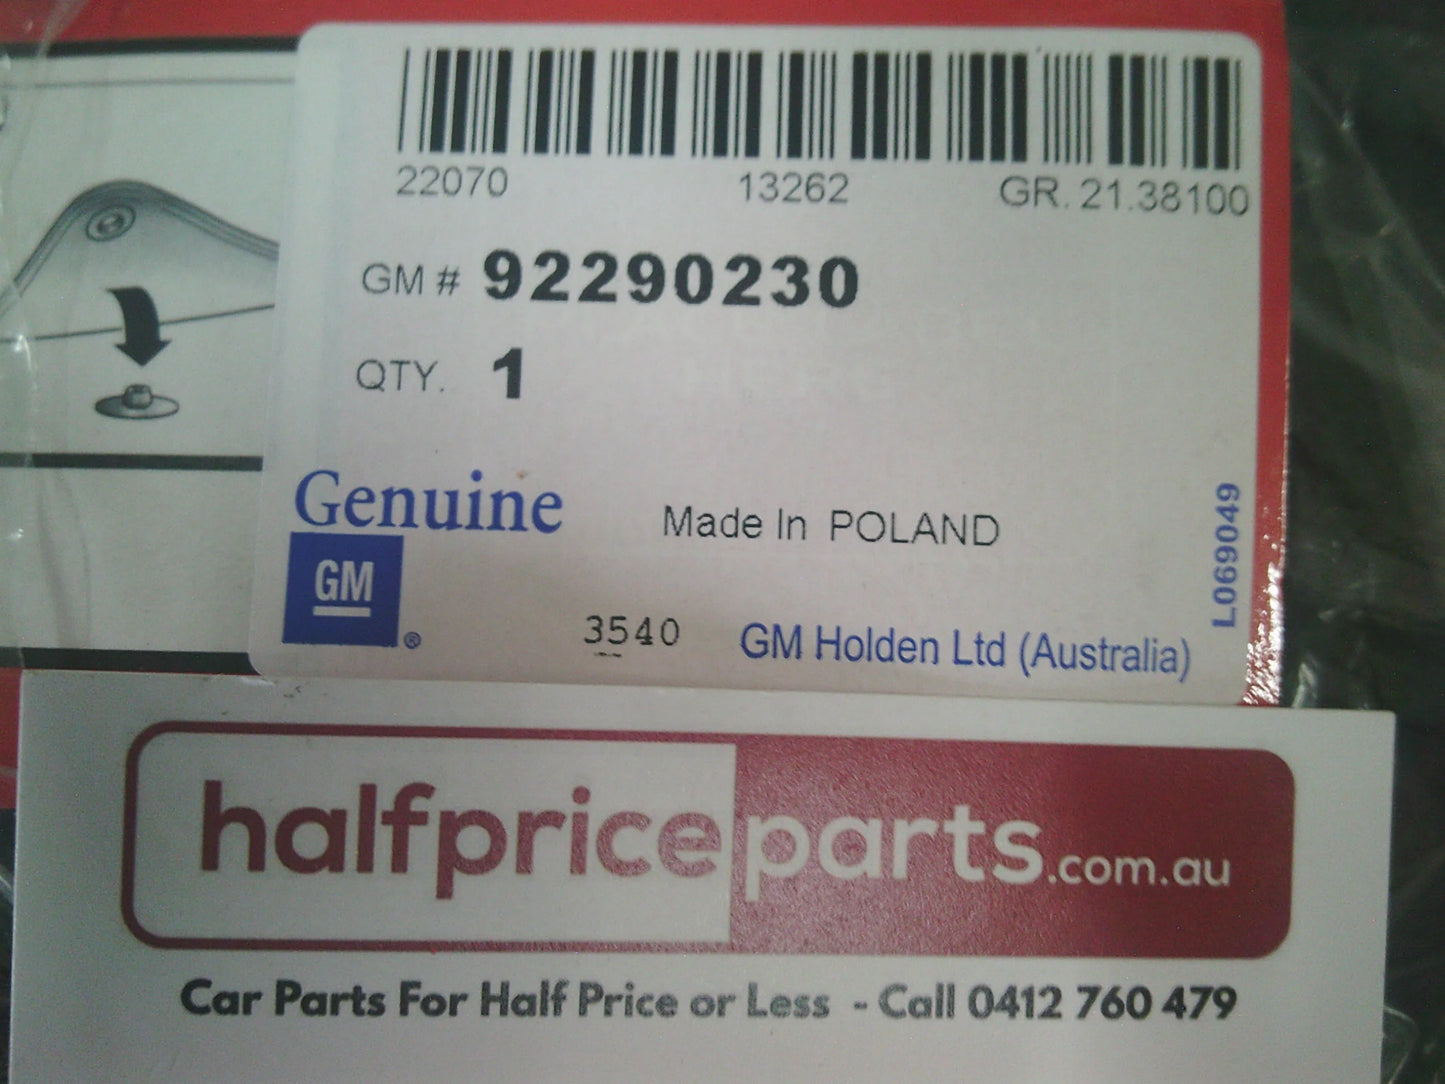 22070 13262 GR. 21.38100
GM # 92290230
QTY. 1
Genuine
Made In POLAND
GM ®
3540 GM Holden Ltd (Australia)
L069049
halfpriceparts.com.au
Car Parts For Half Price or Less - Call 0412 760 479